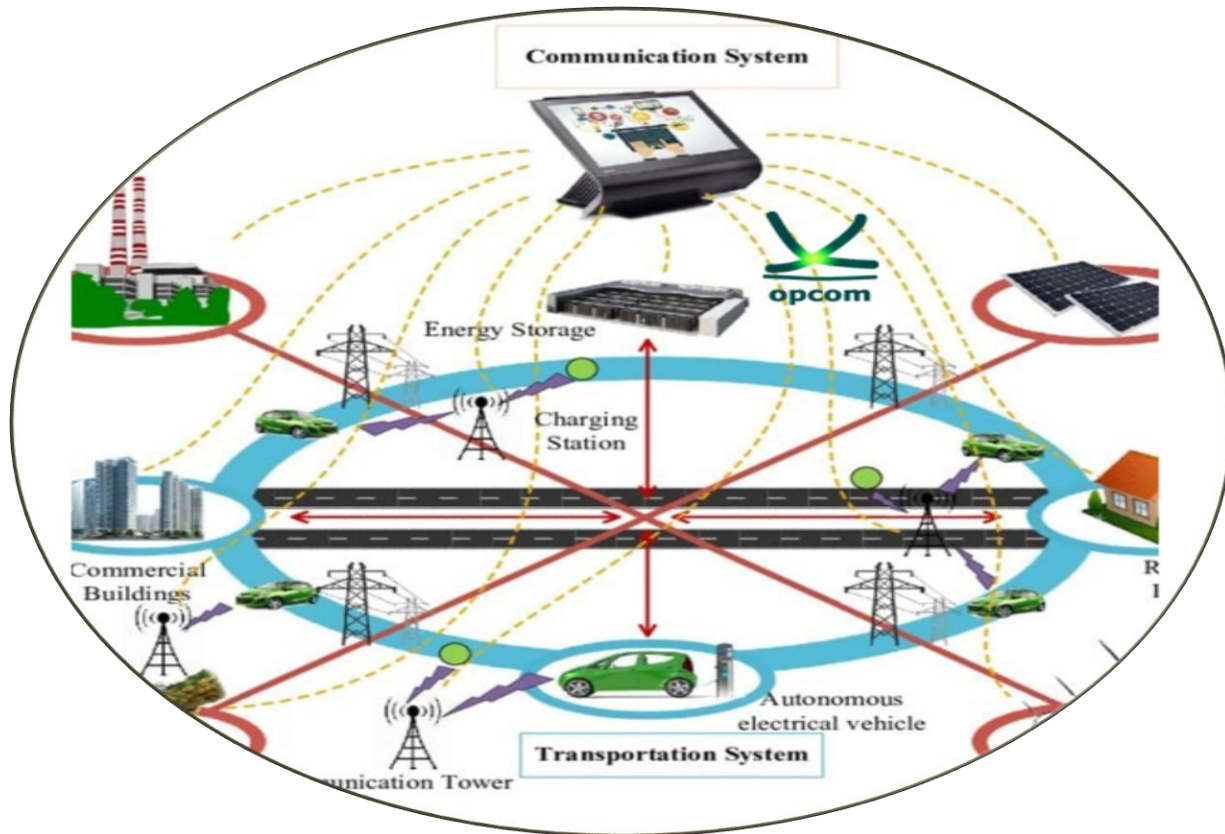 Communication System
opcom
Energy Storage
Charging
Station
Commercial
Buildings
R
Autonomous
electrical vehicle
Transportation System
unication Tower